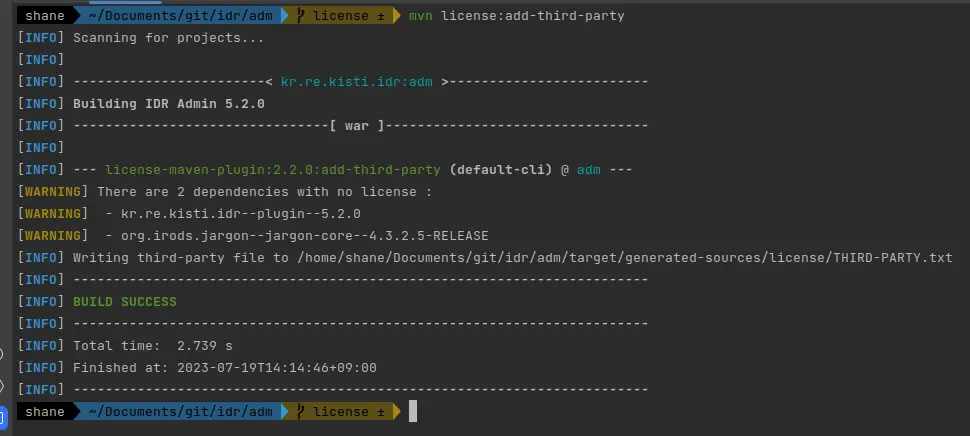 shane ~/Documents/git/idr/adm license ± mvn license:add-third-party
[INFO] Scanning for projects...
[INFO]
[INFO] ------------------------< kr.re.kisti.idr:adm >-------------------------
[INFO] Building IDR Admin 5.2.0
[INFO] --------------------------------[ war ]---------------------------------
[INFO]
[INFO] --- license-maven-plugin:2.2.0:add-third-party (default-cli) @ adm ---
[WARNING] There are 2 dependencies with no license :
[WARNING]  - kr.re.kisti.idr--plugin--5.2.0
[WARNING]  - org.irods.jargon--jargon-core--4.3.2.5-RELEASE
[INFO] Writing third-party file to /home/shane/Documents/git/idr/adm/target/generated-sources/license/THIRD-PARTY.txt
[INFO] ------------------------------------------------------------------------
[INFO] BUILD SUCCESS
[INFO] ------------------------------------------------------------------------
[INFO] Total time:  2.739 s
[INFO] Finished at: 2023-07-19T14:14:46+09:00
[INFO] ------------------------------------------------------------------------
shane ~/Documents/git/idr/adm license ±